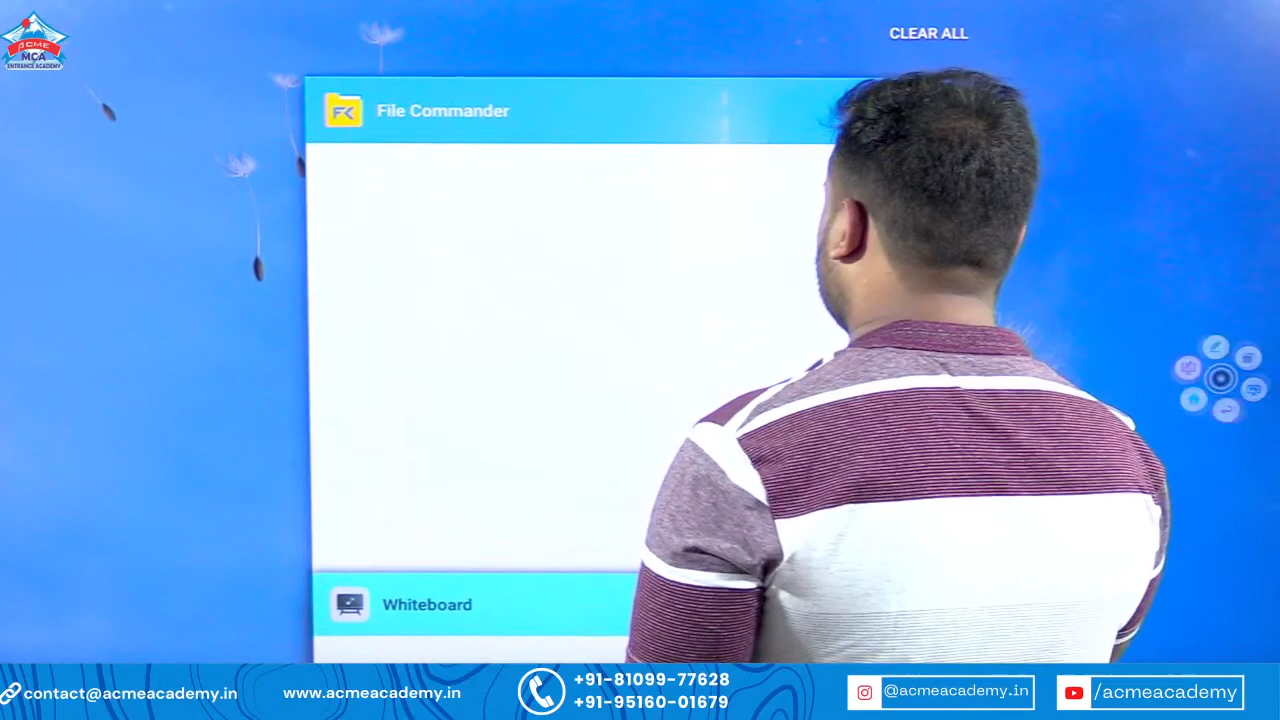 ACME
MCA
ENTRANCE ACADEMY
CLEAR ALL
FK
File Commander
Whiteboard
contact@acmeacademy.in
www.acmeacademy.in
+91-81099-77628
+91-95160-01679
@acmeacademy.in
/acmeacademy